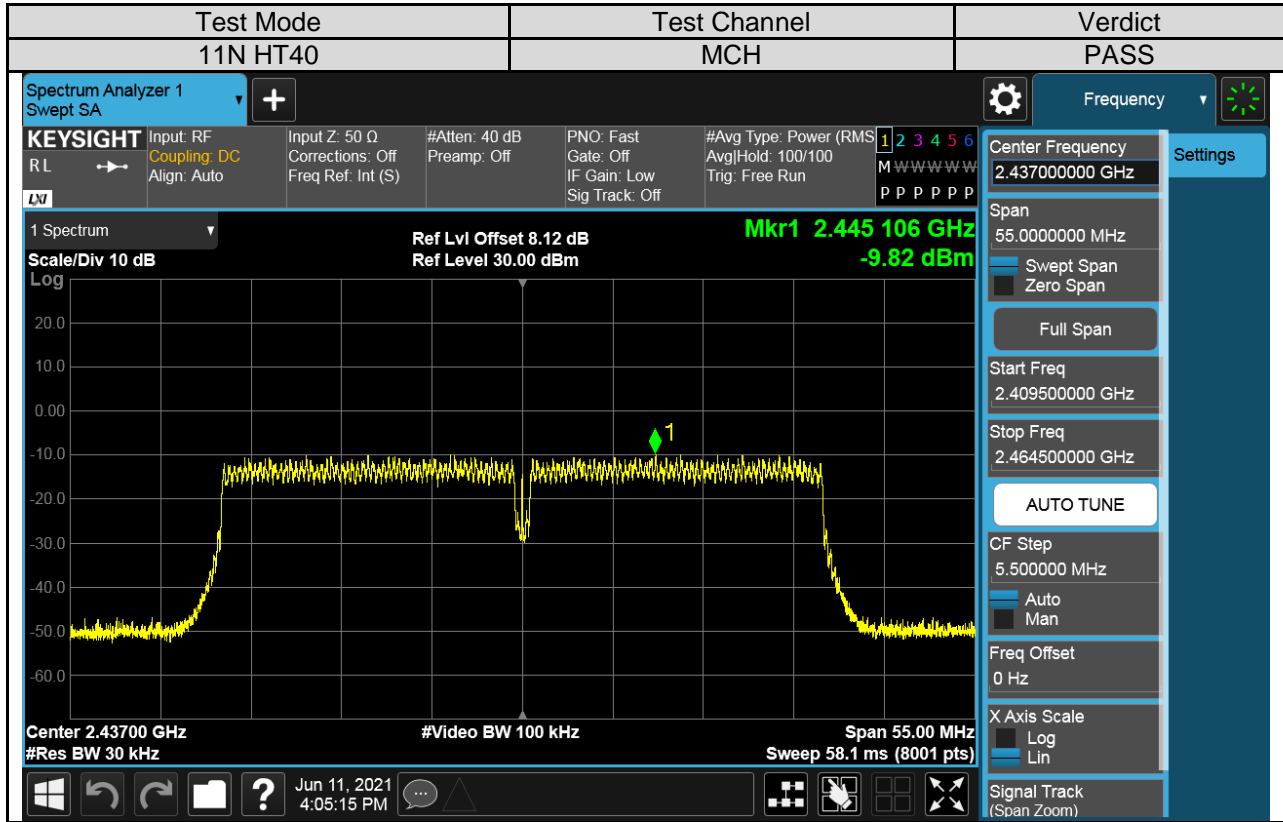 Test Mode Test Channel Verdict
11N HT40 MCH PASS
Spectrum Analyzer 1
Swept SA
+
Frequency
KEYSIGHT
R L
LXI
Input: RF
Coupling: DC
Align: Auto
Input Z: 50 Ω
Corrections: Off
Freq Ref: Int (S)
#Atten: 40 dB
Preamp: Off
PNO: Fast
Gate: Off
IF Gain: Low
Sig Track: Off
#Avg Type: Power (RMS
Avg|Hold: 100/100
Trig: Free Run
1 2 3 4 5 6
M W W W W W
P P P P P P
1 Spectrum
Scale/Div 10 dB
Log
Ref Lvl Offset 8.12 dB
Ref Level 30.00 dBm
Mkr1 2.445 106 GHz
-9.82 dBm
20.0
10.0
0.00
-10.0
-20.0
-30.0
-40.0
-50.0
-60.0
1
Center 2.43700 GHz
#Res BW 30 kHz
#Video BW 100 kHz
Span 55.00 MHz
Sweep 58.1 ms (8001 pts)
Center Frequency
2.437000000 GHz
Settings
Span
55.0000000 MHz
Swept Span
Zero Span
Full Span
Start Freq
2.409500000 GHz
Stop Freq
2.464500000 GHz
AUTO TUNE
CF Step
5.500000 MHz
Auto
Man
Freq Offset
0 Hz
X Axis Scale
Log
Lin
Signal Track
(Span Zoom)
?
Jun 11, 2021
4:05:15 PM